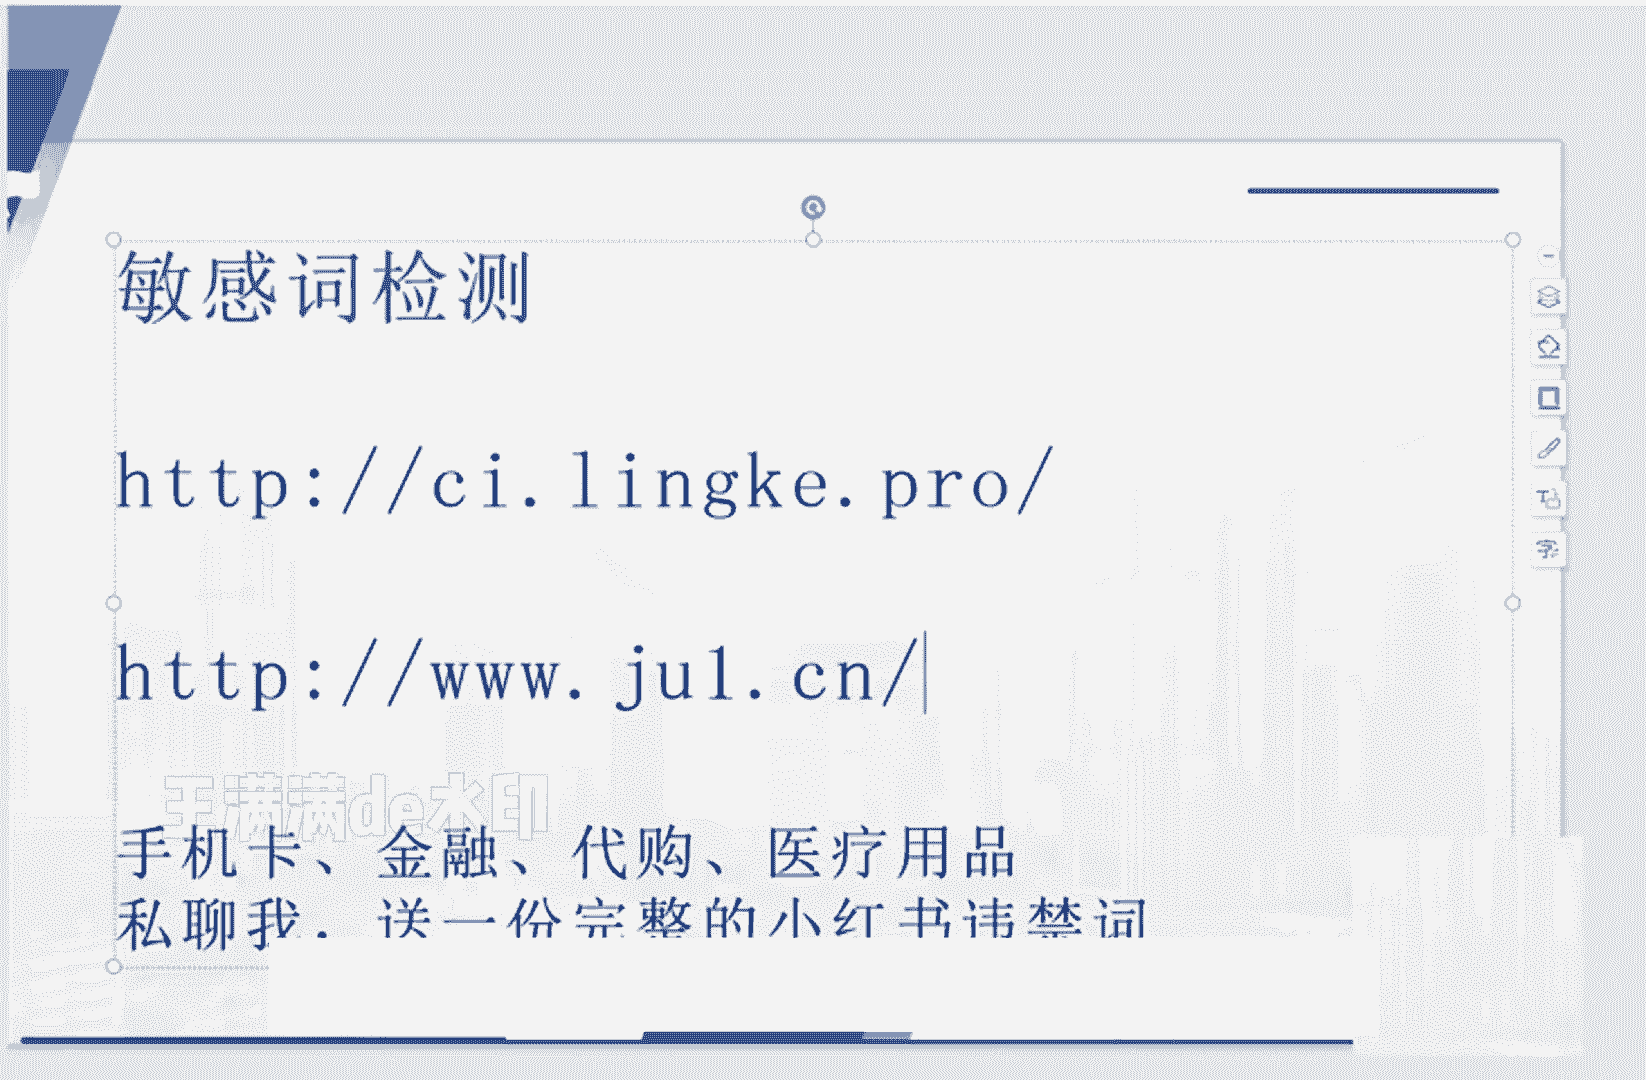 敏感词检测
http://ci.lingke.pro/
http://www.ju1.cn/
王满满de水印
手机卡、金融、代购、医疗用品
私聊我，送一份完整的小红书违禁词